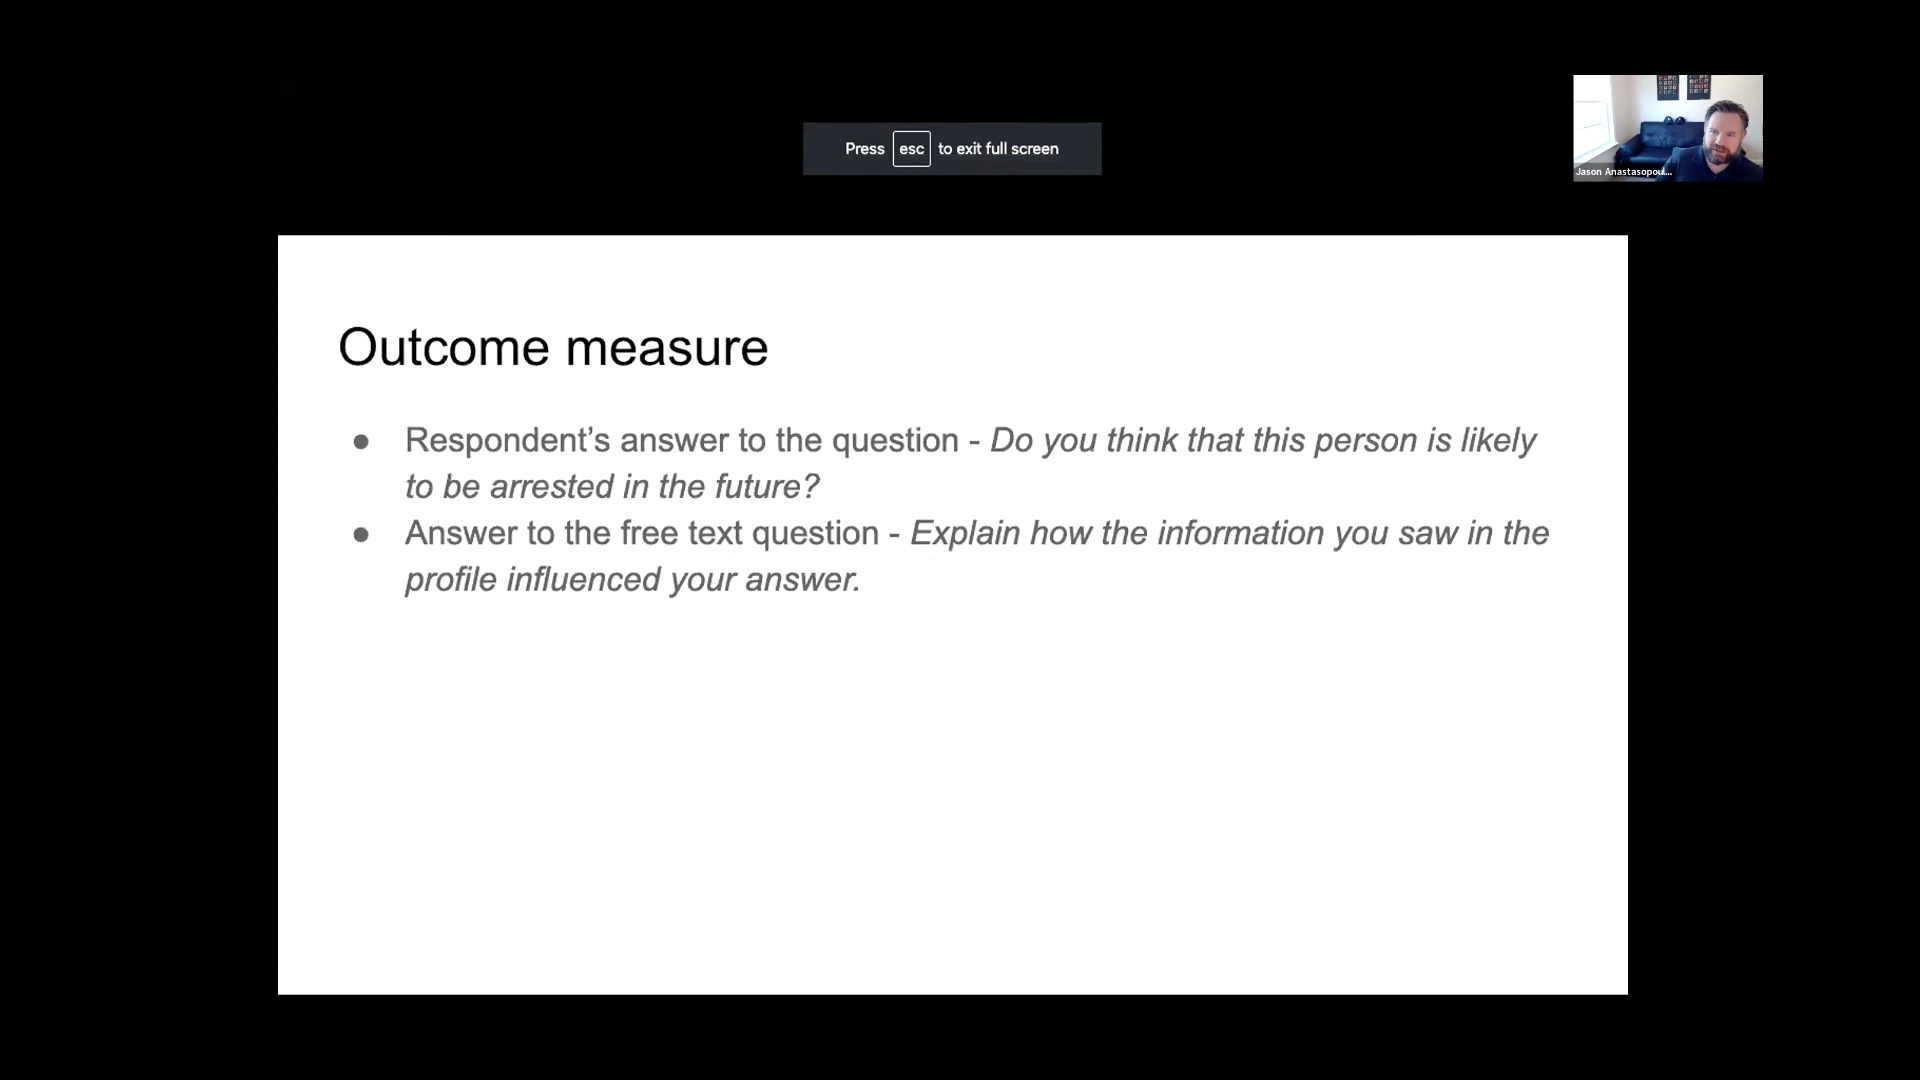 Press esc to exit full screen
Jason Anastasopoul...
Outcome measure
● Respondent’s answer to the question - Do you think that this person is likely
to be arrested in the future?
● Answer to the free text question - Explain how the information you saw in the
profile influenced your answer.